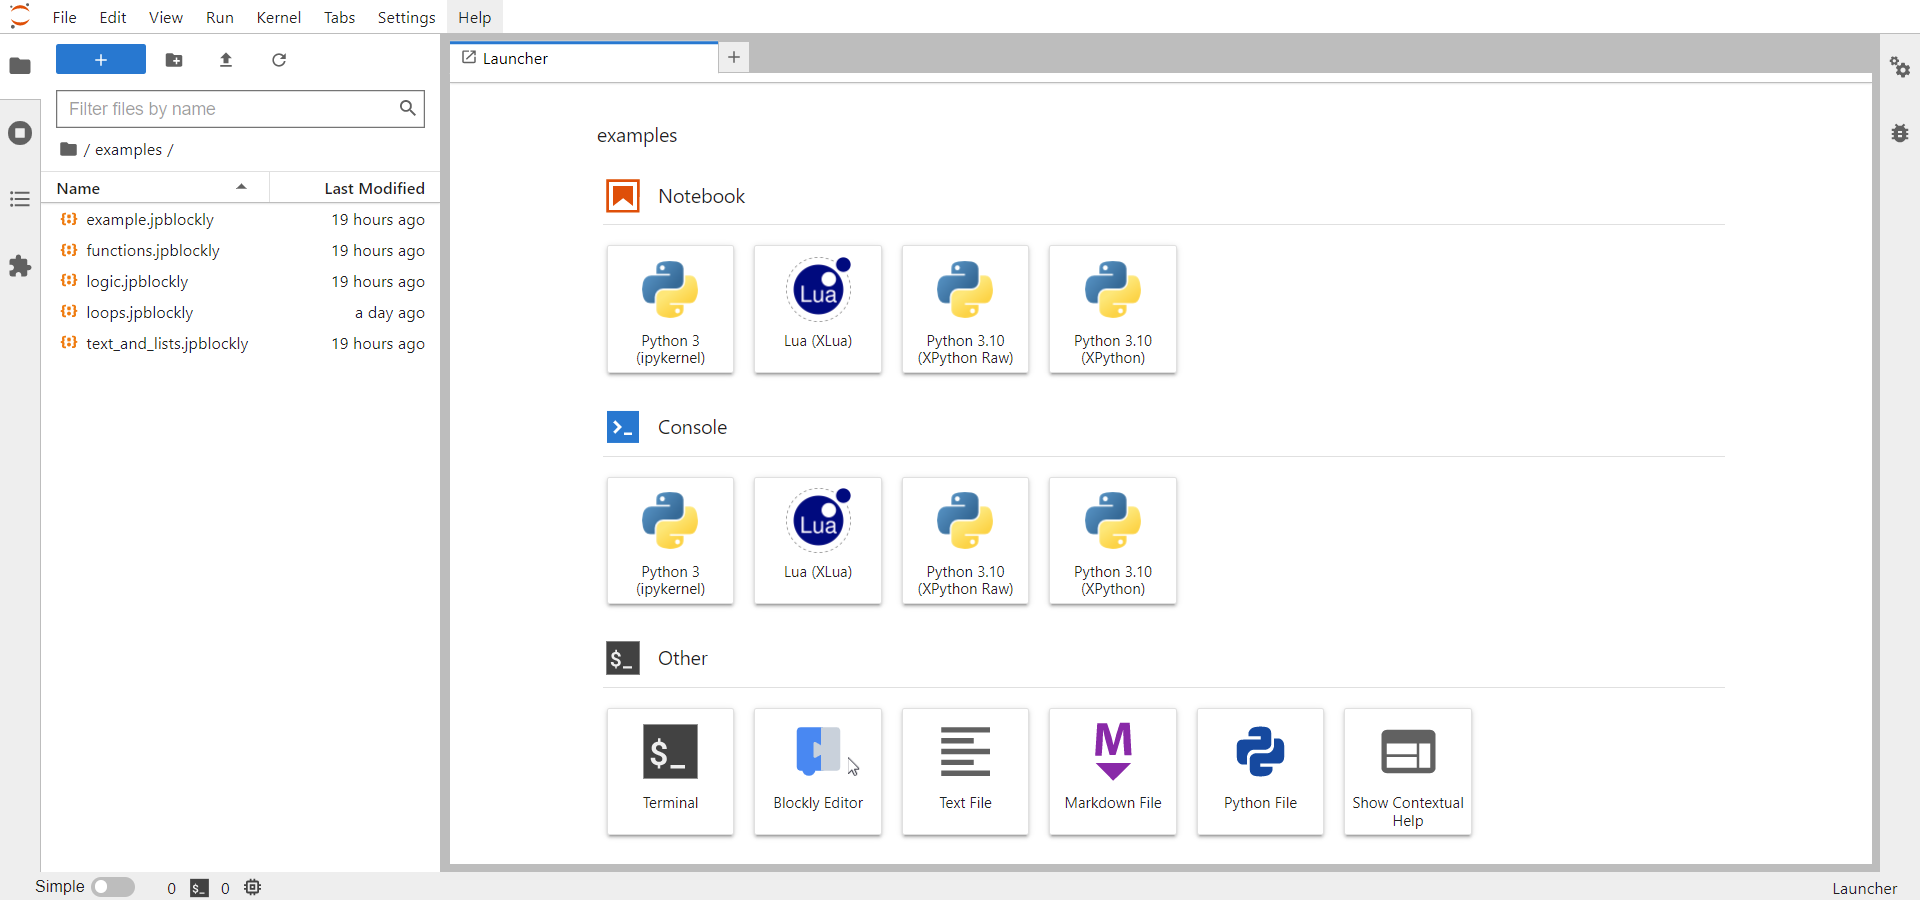 File Edit View Run Kernel Tabs Settings Help
Launcher
Filter files by name
/ examples /
Name Last Modified
example.jpblockly 19 hours ago
functions.jpblockly 19 hours ago
logic.jpblockly 19 hours ago
loops.jpblockly a day ago
text_and_lists.jpblockly 19 hours ago
examples
Notebook
Python 3
(ipykernel)
Lua
Lua (XLua)
Python 3.10
(XPython Raw)
Python 3.10
(XPython)
Console
Python 3
(ipykernel)
Lua
Lua (XLua)
Python 3.10
(XPython Raw)
Python 3.10
(XPython)
$_ Other
$_
Terminal
Blockly Editor
Text File
M
Markdown File
Python File
Show Contextual
Help
Simple 0 $_ 0 Launcher